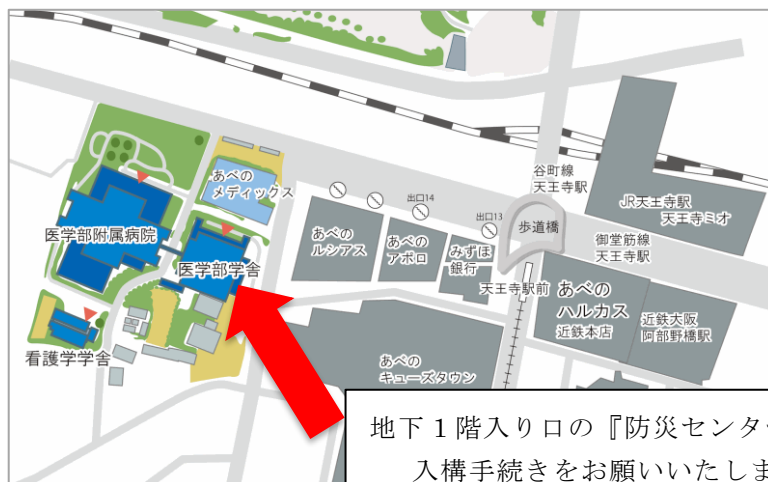 谷町線
天王寺駅
JR天王寺駅
天王寺ミオ
あべの
メディックス
出口14
出口13
歩道橋
御堂筋線
天王寺駅
医学部附属病院
医学部学舎
あべの
ルシアス
あべの
アポロ
みずほ
銀行
天王寺駅前
あべの
ハルカス
近鉄本店
近鉄大阪
阿部野橋駅
看護学学舎
あべの
キューズタウン
地下1階入り口の『防災センタ
入構手続きをお願いいたしま